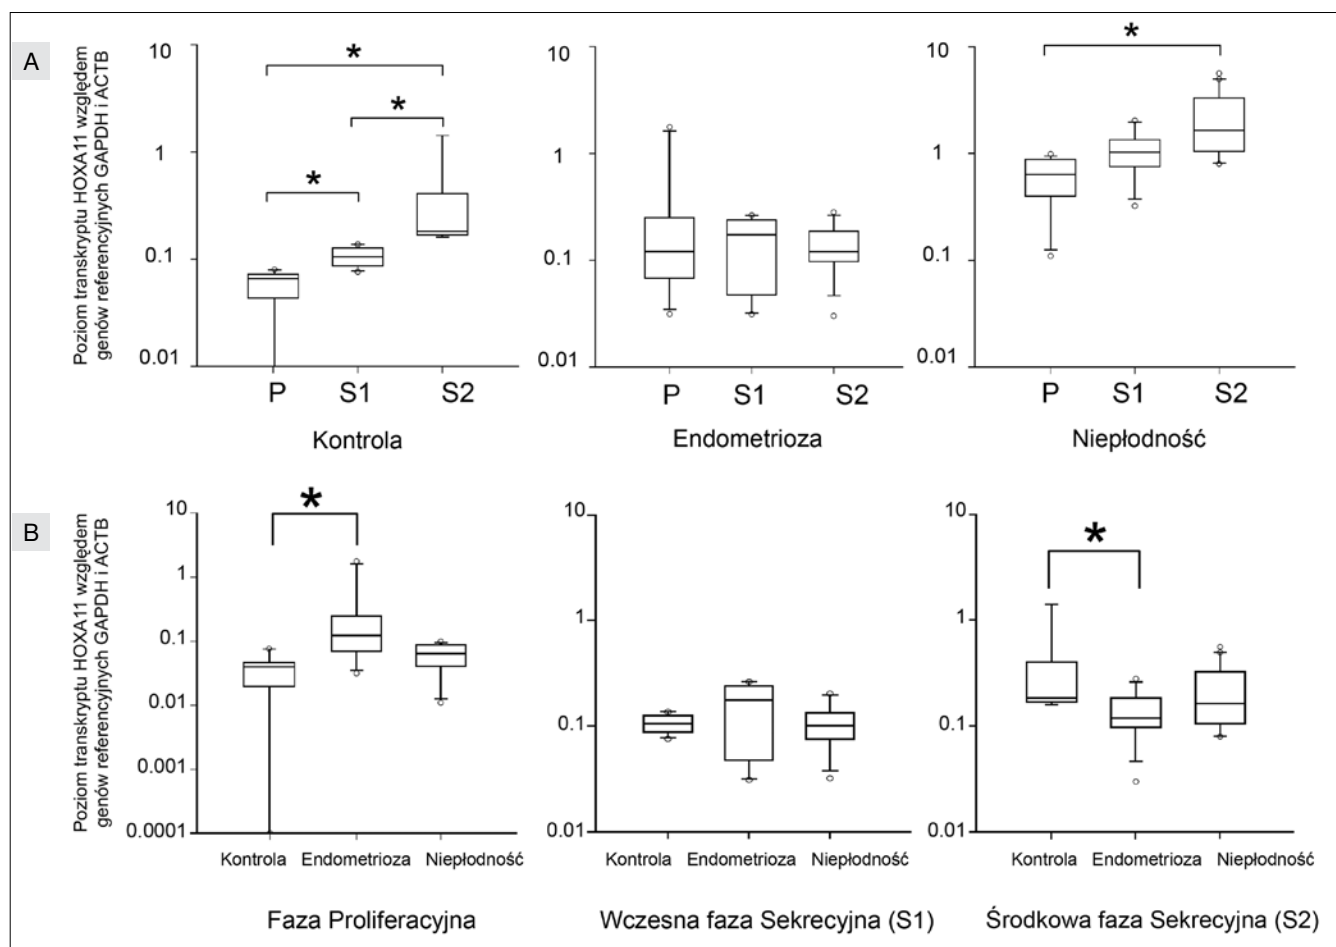 A
Poziom transkryptu HOXA11 względem
genów referencyjnych GAPDH i ACTB
10
1
0.1
0.01
*
*
*
P S1 S2
Kontrola
10
1
0.1
0.01
P S1 S2
Endometrioza
10
1
0.1
0.01
*
P S1 S2
Niepłodność
B
Poziom transkryptu HOXA11 względem
genów referencyjnych GAPDH i ACTB
10
1
0.1
0.01
0.001
0.0001
*
Kontrola Endometrioza Niepłodność
Faza Proliferacyjna
10
1
0.1
0.01
Kontrola Endometrioza Niepłodność
Wczesna faza Sekrecyjna (S1)
10
1
0.1
0.01
*
Kontrola Endometrioza Niepłodność
Środkowa faza Sekrecyjna (S2)